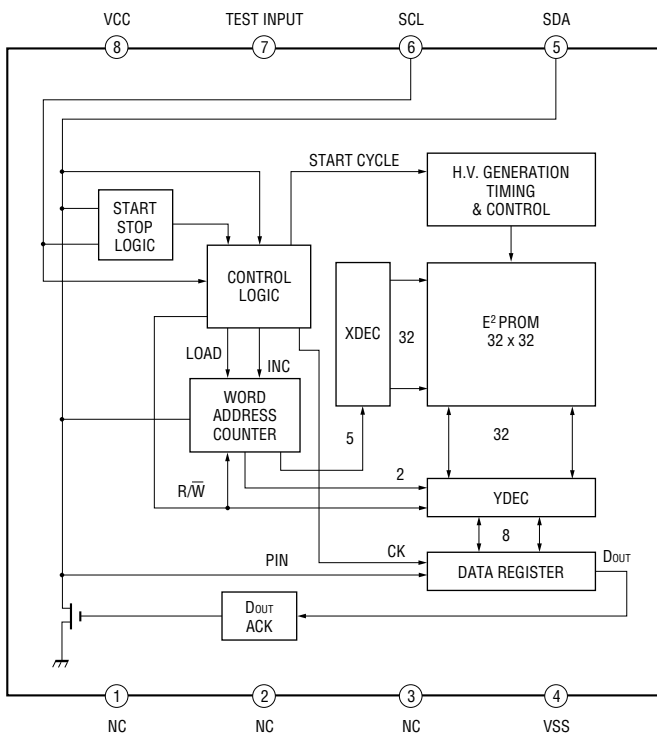 VCC TEST INPUT SCL SDA
8 7 6 5
START CYCLE
H.V. GENERATION
TIMING
& CONTROL
START
STOP
LOGIC
CONTROL
LOGIC
XDEC
32
E² PROM
32 x 32
LOAD
INC
WORD
ADDRESS
COUNTER
5
32
R/W̅
2
YDEC
8
PIN
CK
DATA REGISTER
DOUT
DOUT
ACK
1 2 3 4
NC NC NC VSS